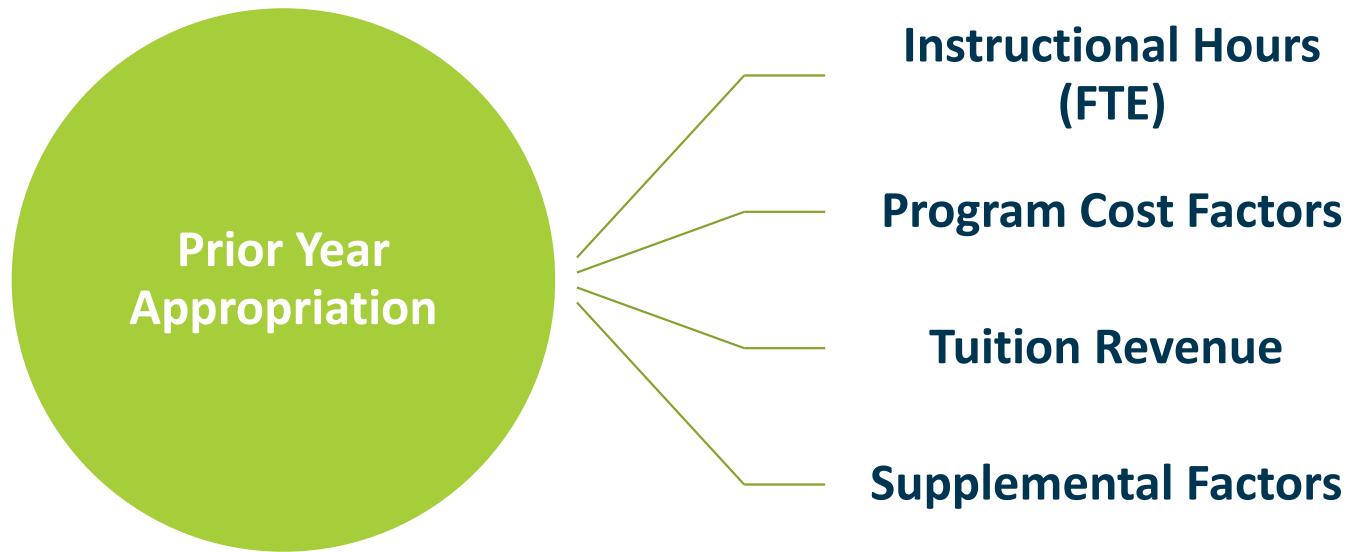 Prior Year
Appropriation
Instructional Hours
(FTE)
Program Cost Factors
Tuition Revenue
Supplemental Factors